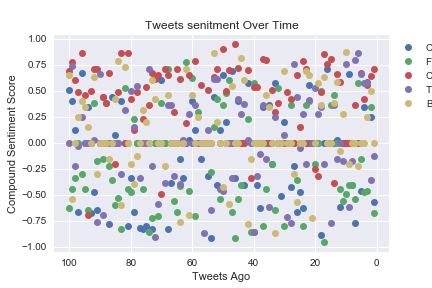 Tweets senitment Over Time
1.00
0.75
0.50
0.25
0.00
−0.25
−0.50
−0.75
−1.00
Compound Sentiment Score
100
80
60
40
20
0
Tweets Ago
C
F
C
T
B